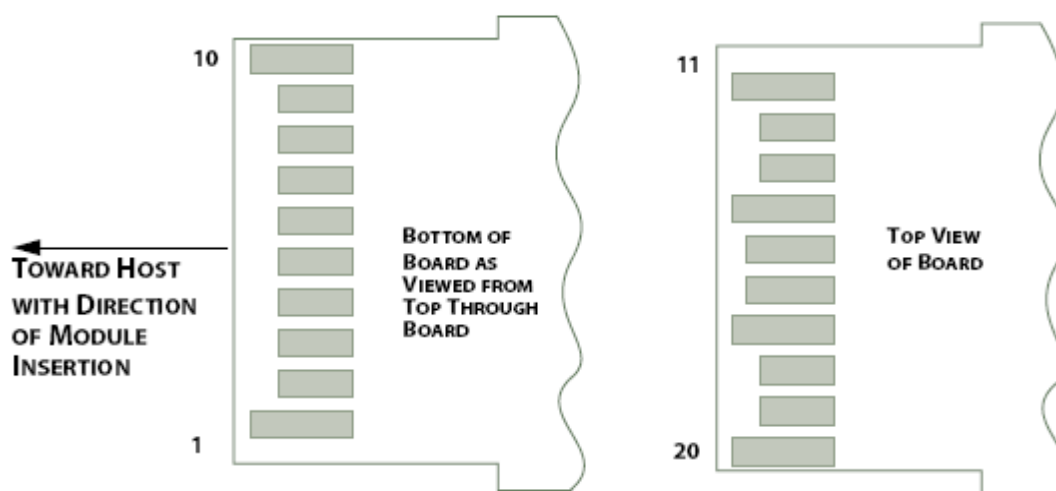 10
BOTTOM OF
BOARD AS
VIEWED FROM
TOP THROUGH
BOARD
TOWARD HOST
WITH DIRECTION
OF MODULE
INSERTION
1
11
TOP VIEW
OF BOARD
20